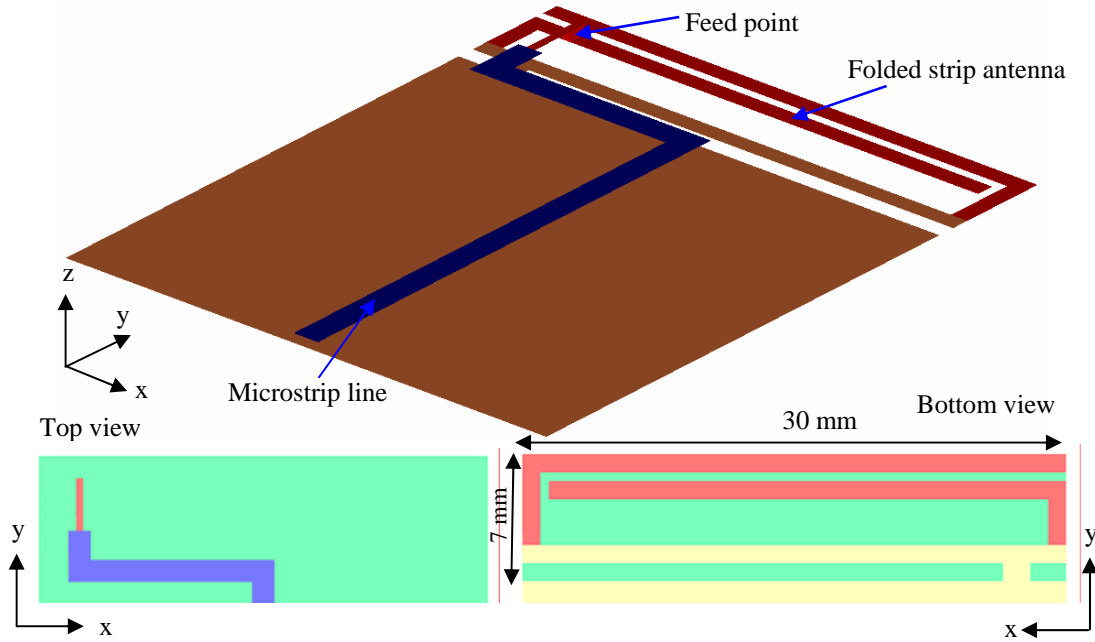 Feed point
Folded strip antenna
z
y
x
Microstrip line
Top view
Bottom view
30 mm
7 mm
y
x
y
x